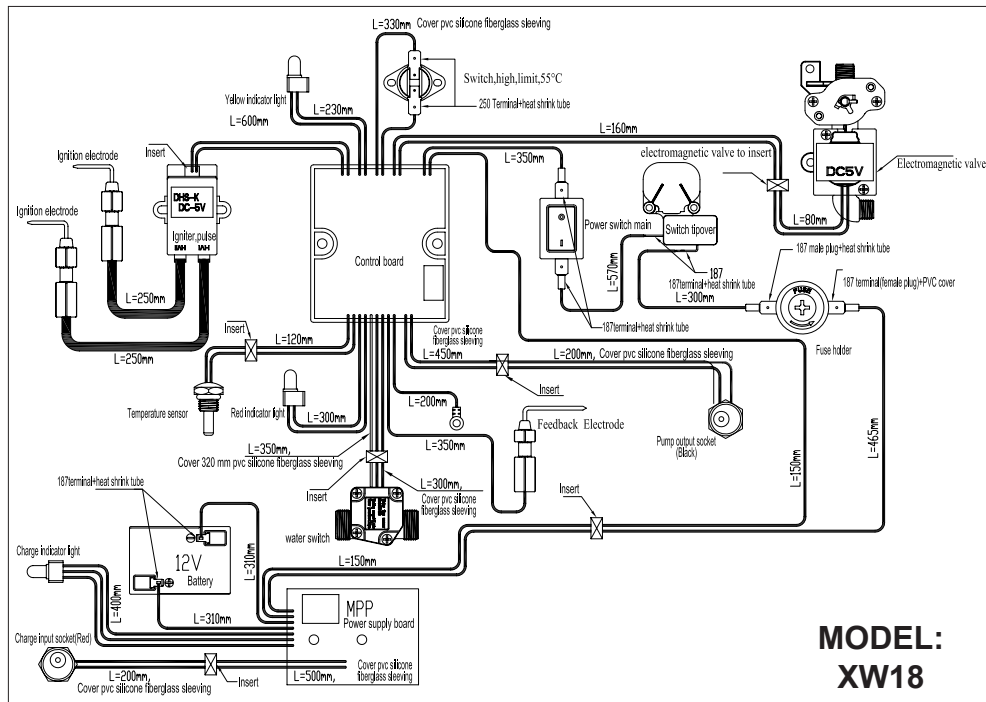 L=330mm Cover pvc silicone fiberglass sleeving
Switch,high,limit,55°C
250 Terminal+heat shrink tube
Yellow indicator light
L=230mm
L=600mm
L=160mm
L=350mm
Ignition electrode
Insert
electromagnetic valve to insert
Electromagnetic valve
DC5V
L=80mm
DHS-K
DC-5V
Igniter,pulse
Ignition electrode
Power switch main
Switch tipover
Control board
187 male plug+heat shrink tube
187
187terminal+heat shrink tube
L=570mm
L=300mm
187 terminal(female plug)+PVC cover
FUSE
Fuse holder
L=250mm
L=250mm
187terminal+heat shrink tube
Insert
L=120mm
Cover pvc silicone
fiberglass sleeving
L=450mm
L=200mm, Cover pvc silicone fiberglass sleeving
Insert
Temperature sensor
Red indicator light
L=300mm
L=200mm
Feedback Electrode
Pump output socket
(Black)
L=350mm
L=350mm,
Cover 320 mm pvc silicone fiberglass sleeving
Insert
L=300mm,
Cover pvc silicone
fiberglass sleeving
L=150mm
L=465mm
Insert
187terminal+heat shrink tube
water switch
12V
Battery
L=310mm
L=150mm
Charge indicator light
L=400mm
L=310mm
MPP
Power supply board
Charge input socket(Red)
L=200mm,
Cover pvc silicone fiberglass sleeving
Insert
L=500mm,
Cover pvc silicone
fiberglass sleeving
MODEL:
XW18